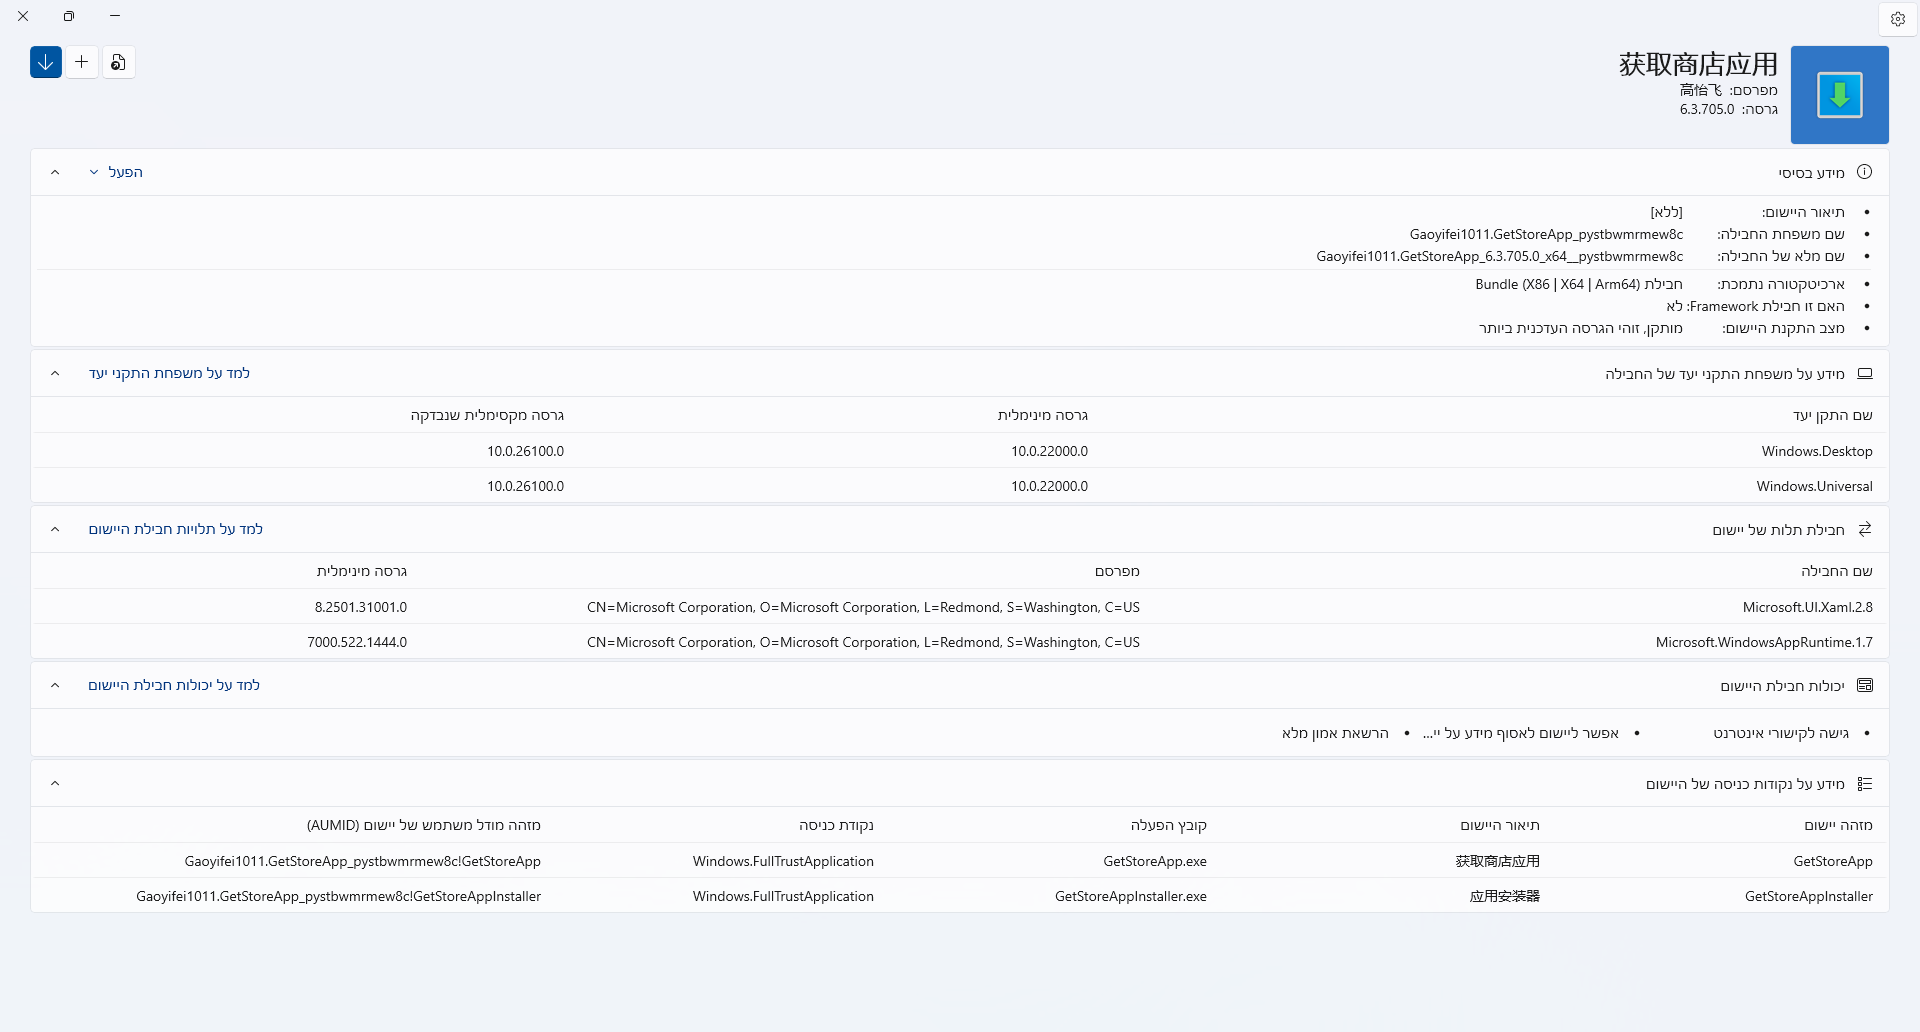 获取商店应用
מפרסם: 高怡飞
גרסה: 6.3.705.0
מידע בסיסי
הפעל
תיאור היישום: [ללא]
שם משפחת החבילה: Gaoyifei1011.GetStoreApp_pystbwmrmew8c
שם מלא של החבילה: Gaoyifei1011.GetStoreApp_6.3.705.0_x64__pystbwmrmew8c
ארכיטקטורה נתמכת: חבילת Bundle (X86 | X64 | Arm64)
האם זו חבילת Framework: לא
מצב התקנת היישום: מותקן, זוהי הגרסה העדכנית ביותר
מידע על משפחת התקני יעד של החבילה
למד על משפחת התקני יעד
שם התקן יעד גרסה מינימלית גרסה מקסימלית שנבדקה
Windows.Desktop 10.0.22000.0 10.0.26100.0
Windows.Universal 10.0.22000.0 10.0.26100.0
חבילת תלות של יישום
למד על תלויות חבילת היישום
שם החבילה מפרסם גרסה מינימלית
Microsoft.UI.Xaml.2.8 CN=Microsoft Corporation, O=Microsoft Corporation, L=Redmond, S=Washington, C=US 8.2501.31001.0
Microsoft.WindowsAppRuntime.1.7 CN=Microsoft Corporation, O=Microsoft Corporation, L=Redmond, S=Washington, C=US 7000.522.1444.0
יכולות חבילת היישום
למד על יכולות חבילת היישום
• גישה לקישורי אינטרנט • אפשר ליישום לאסוף מידע על יי... • הרשאת אמון מלא
מידע על נקודות כניסה של היישום
מזהה יישום תיאור היישום קובץ הפעלה נקודת כניסה מזהה מודל משתמש של יישום (AUMID)
GetStoreApp 获取商店应用 GetStoreApp.exe Windows.FullTrustApplication Gaoyifei1011.GetStoreApp_pystbwmrmew8c!GetStoreApp
GetStoreAppInstaller 应用安装器 GetStoreAppInstaller.exe Windows.FullTrustApplication Gaoyifei1011.GetStoreApp_pystbwmrmew8c!GetStoreAppInstaller